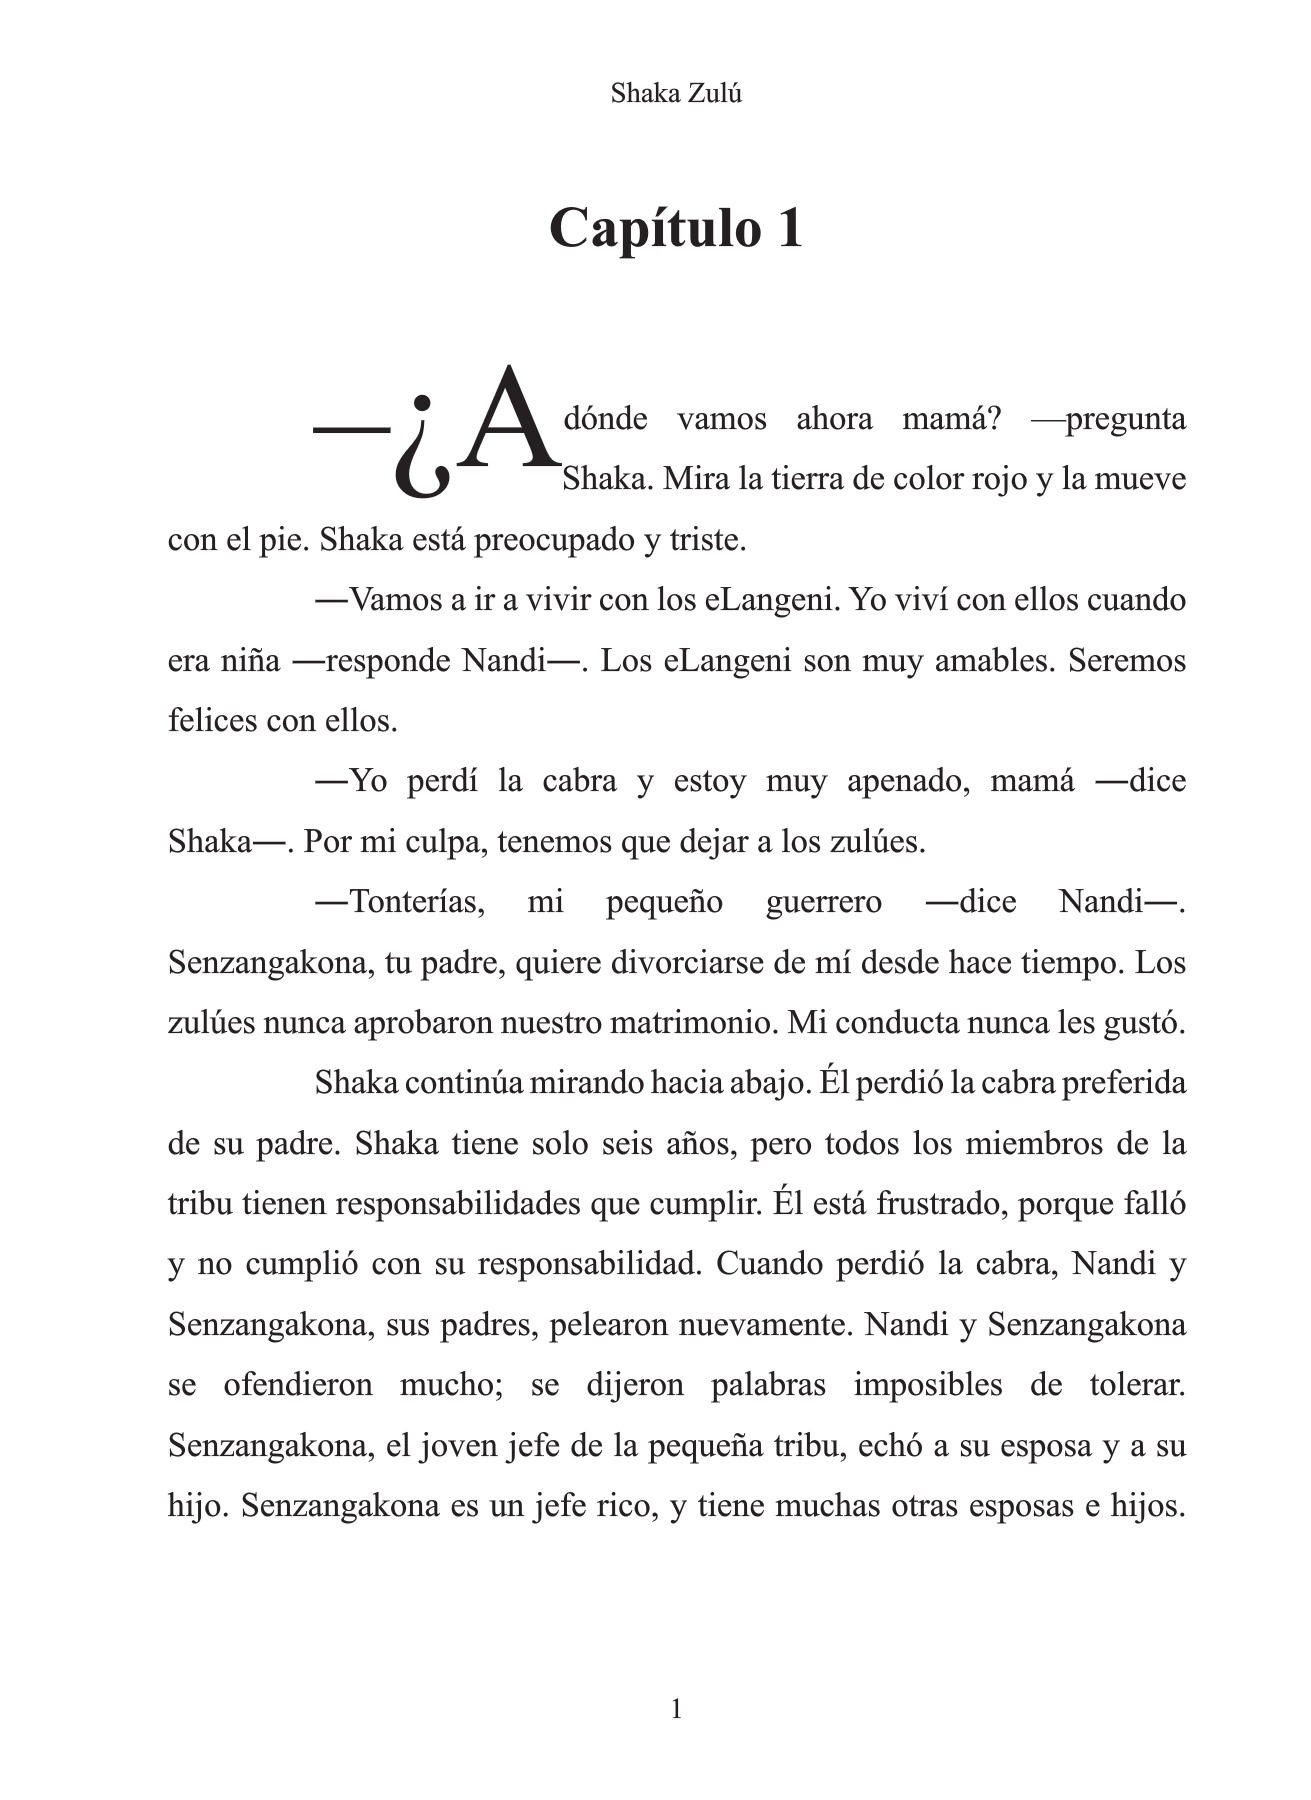 Shaka Zulú
Capítulo 1
—¿Adónde vamos ahora mamá? —pregunta
Shaka. Mira la tierra de color rojo y la mueve
con el pie. Shaka está preocupado y triste.
—Vamos a ir a vivir con los eLangeni. Yo viví con ellos cuando
era niña —responde Nandi—. Los eLangeni son muy amables. Seremos
felices con ellos.
—Yo perdí la cabra y estoy muy apenado, mamá —dice
Shaka—. Por mi culpa, tenemos que dejar a los zulúes.
—Tonterías, mi pequeño guerrero —dice Nandi—.
Senzangakona, tu padre, quiere divorciarse de mí desde hace tiempo. Los
zulúes nunca aprobaron nuestro matrimonio. Mi conducta nunca les gustó.
Shaka continúa mirando hacia abajo. Él perdió la cabra preferida
de su padre. Shaka tiene solo seis años, pero todos los miembros de la
tribu tienen responsabilidades que cumplir. Él está frustrado, porque falló
y no cumplió con su responsabilidad. Cuando perdió la cabra, Nandi y
Senzangakona, sus padres, pelearon nuevamente. Nandi y Senzangakona
se ofendieron mucho; se dijeron palabras imposibles de tolerar.
Senzangakona, el joven jefe de la pequeña tribu, echó a su esposa y a su
hijo. Senzangakona es un jefe rico, y tiene muchas otras esposas e hijos.
1